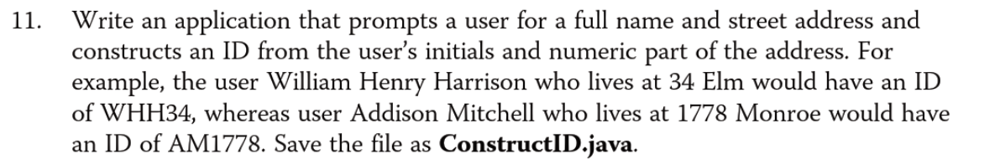 11. Write an application that prompts a user for a full name and street address and
constructs an ID from the user’s initials and numeric part of the address. For
example, the user William Henry Harrison who lives at 34 Elm would have an ID
of WHH34, whereas user Addison Mitchell who lives at 1778 Monroe would have
an ID of AM1778. Save the file as ConstructID.java.